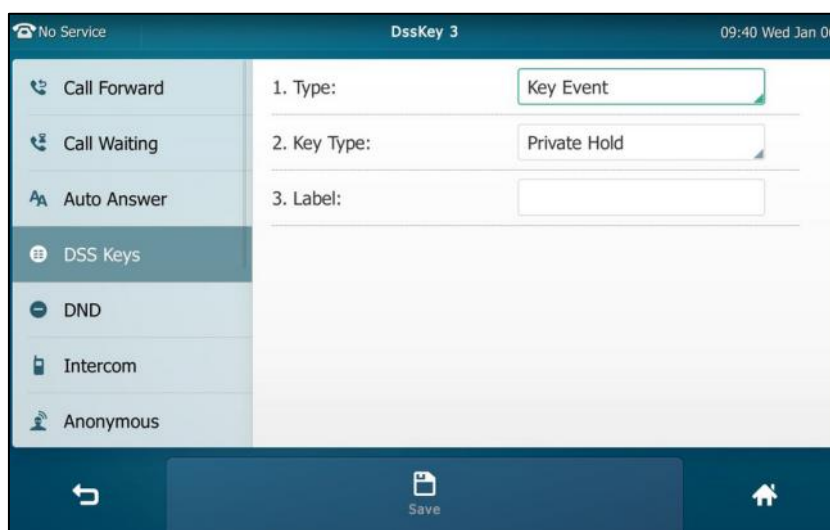 No Service DssKey 3 09:40 Wed Jan 0
Call Forward
1. Type: Key Event
Call Waiting
2. Key Type: Private Hold
Auto Answer
3. Label:
DSS Keys
DND
Intercom
Anonymous
Save